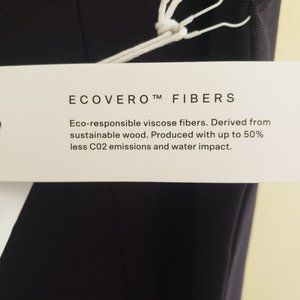 ECOVERO™ FIBERS
Eco-responsible viscose fibers. Derived from
sustainable wood. Produced with up to 50%
less CO2 emissions and water impact.